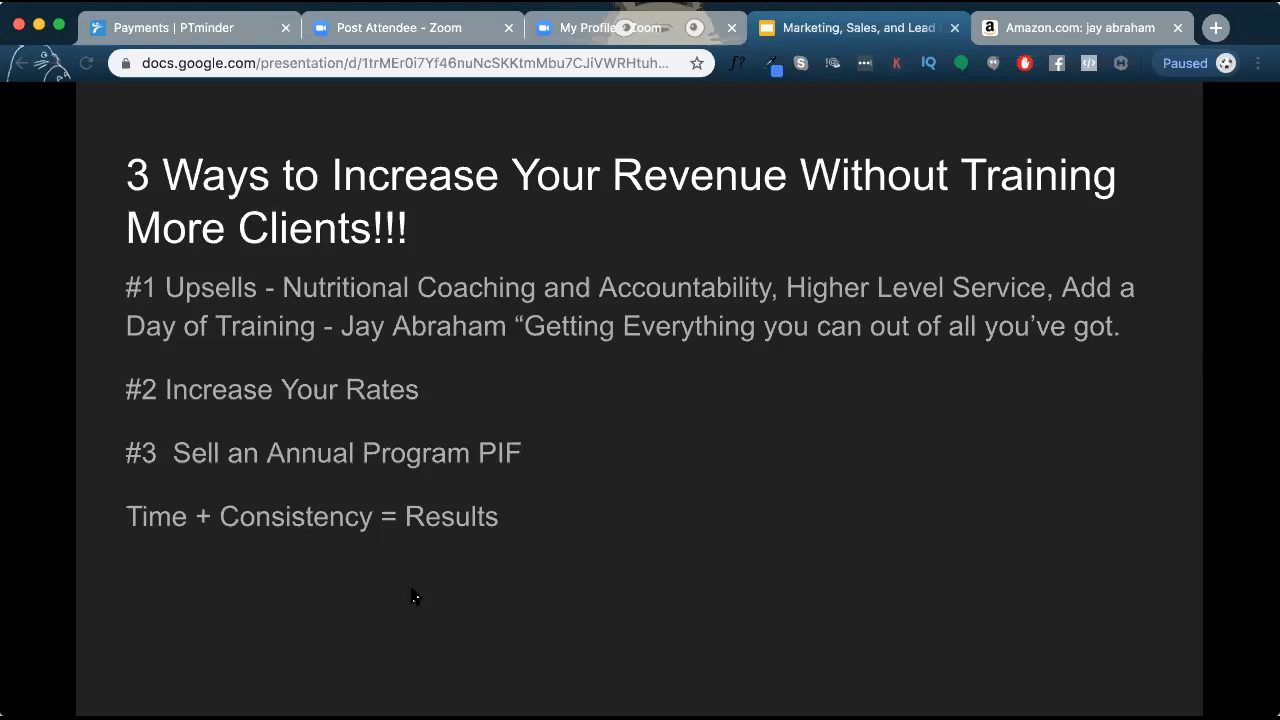 Payments | PTminder
Post Attendee - Zoom
My Profile - Zoom
Marketing, Sales, and Lead
Amazon.com: jay abraham
docs.google.com/presentation/d/1trMEr0i7Yf46nuNcSKKtmMbu7CJiVWRHtuh...
Paused
3 Ways to Increase Your Revenue Without Training
More Clients!!!
#1 Upsells - Nutritional Coaching and Accountability, Higher Level Service, Add a
Day of Training - Jay Abraham “Getting Everything you can out of all you’ve got.
#2 Increase Your Rates
#3  Sell an Annual Program PIF
Time + Consistency = Results